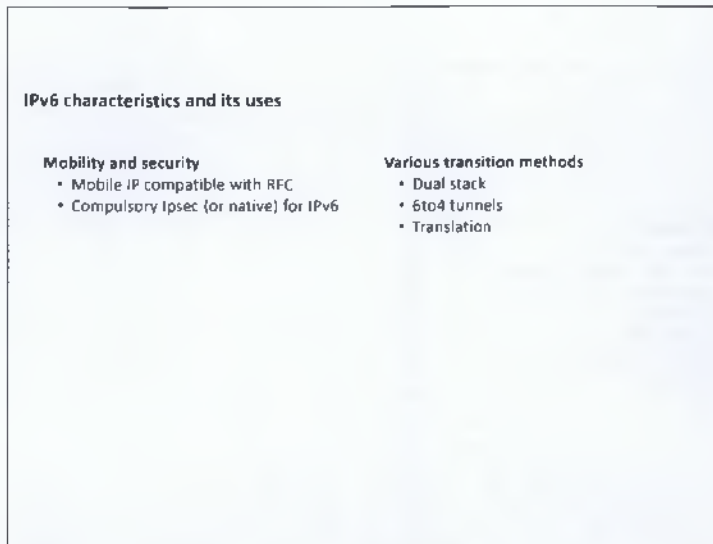 IPv6 characteristics and its uses
Mobility and security
• Mobile IP compatible with RFC
• Compulsory Ipsec (or native) for IPv6
Various transition methods
• Dual stack
• 6to4 tunnels
• Translation